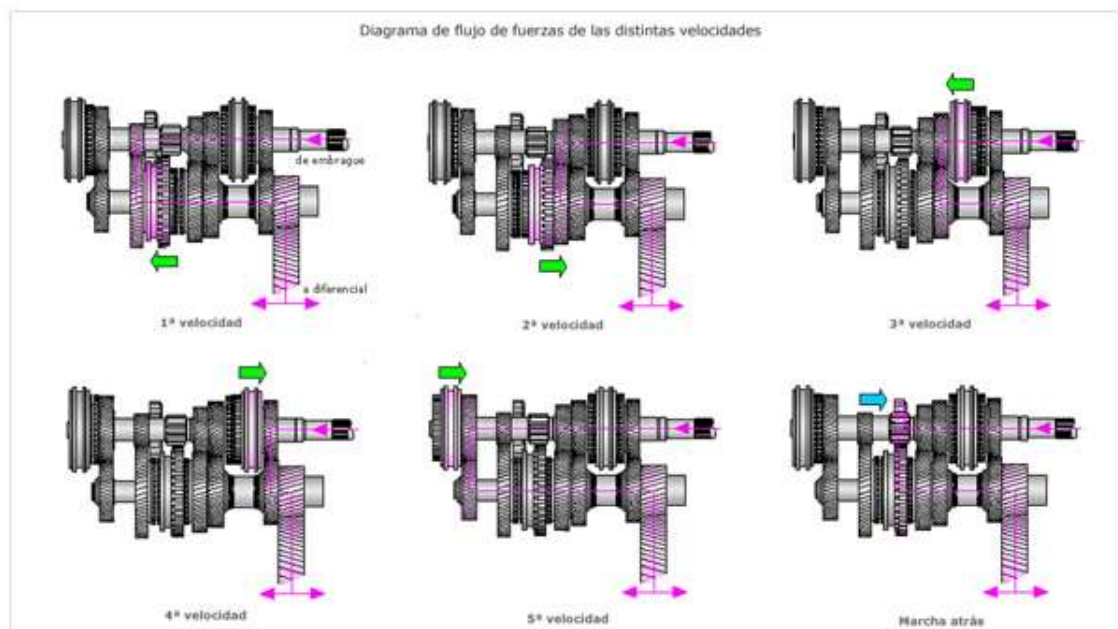 Diagrama de flujo de fuerzas de las distintas velocidades
de embrague
a diferencial
1ª velocidad
2ª velocidad
3ª velocidad
4ª velocidad
5ª velocidad
Marcha atrás